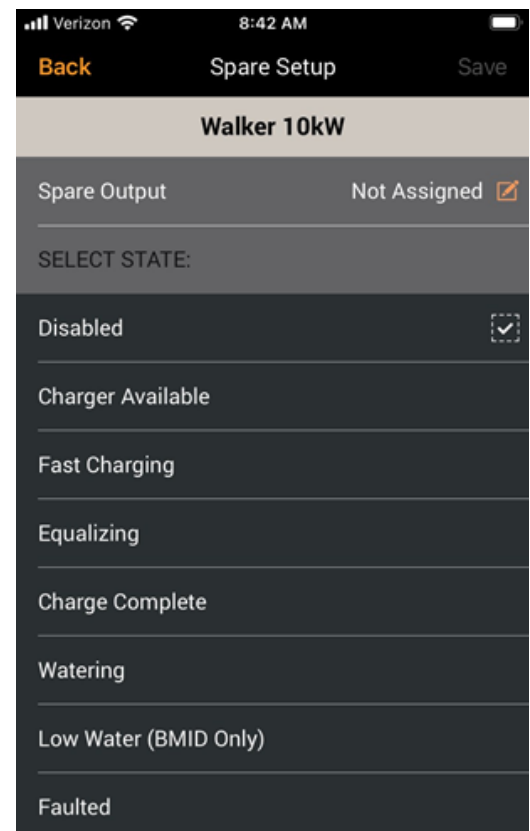 Verizon 8:42 AM
Back Spare Setup Save
Walker 10kW
Spare Output Not Assigned
SELECT STATE:
Disabled
Charger Available
Fast Charging
Equalizing
Charge Complete
Watering
Low Water (BMID Only)
Faulted